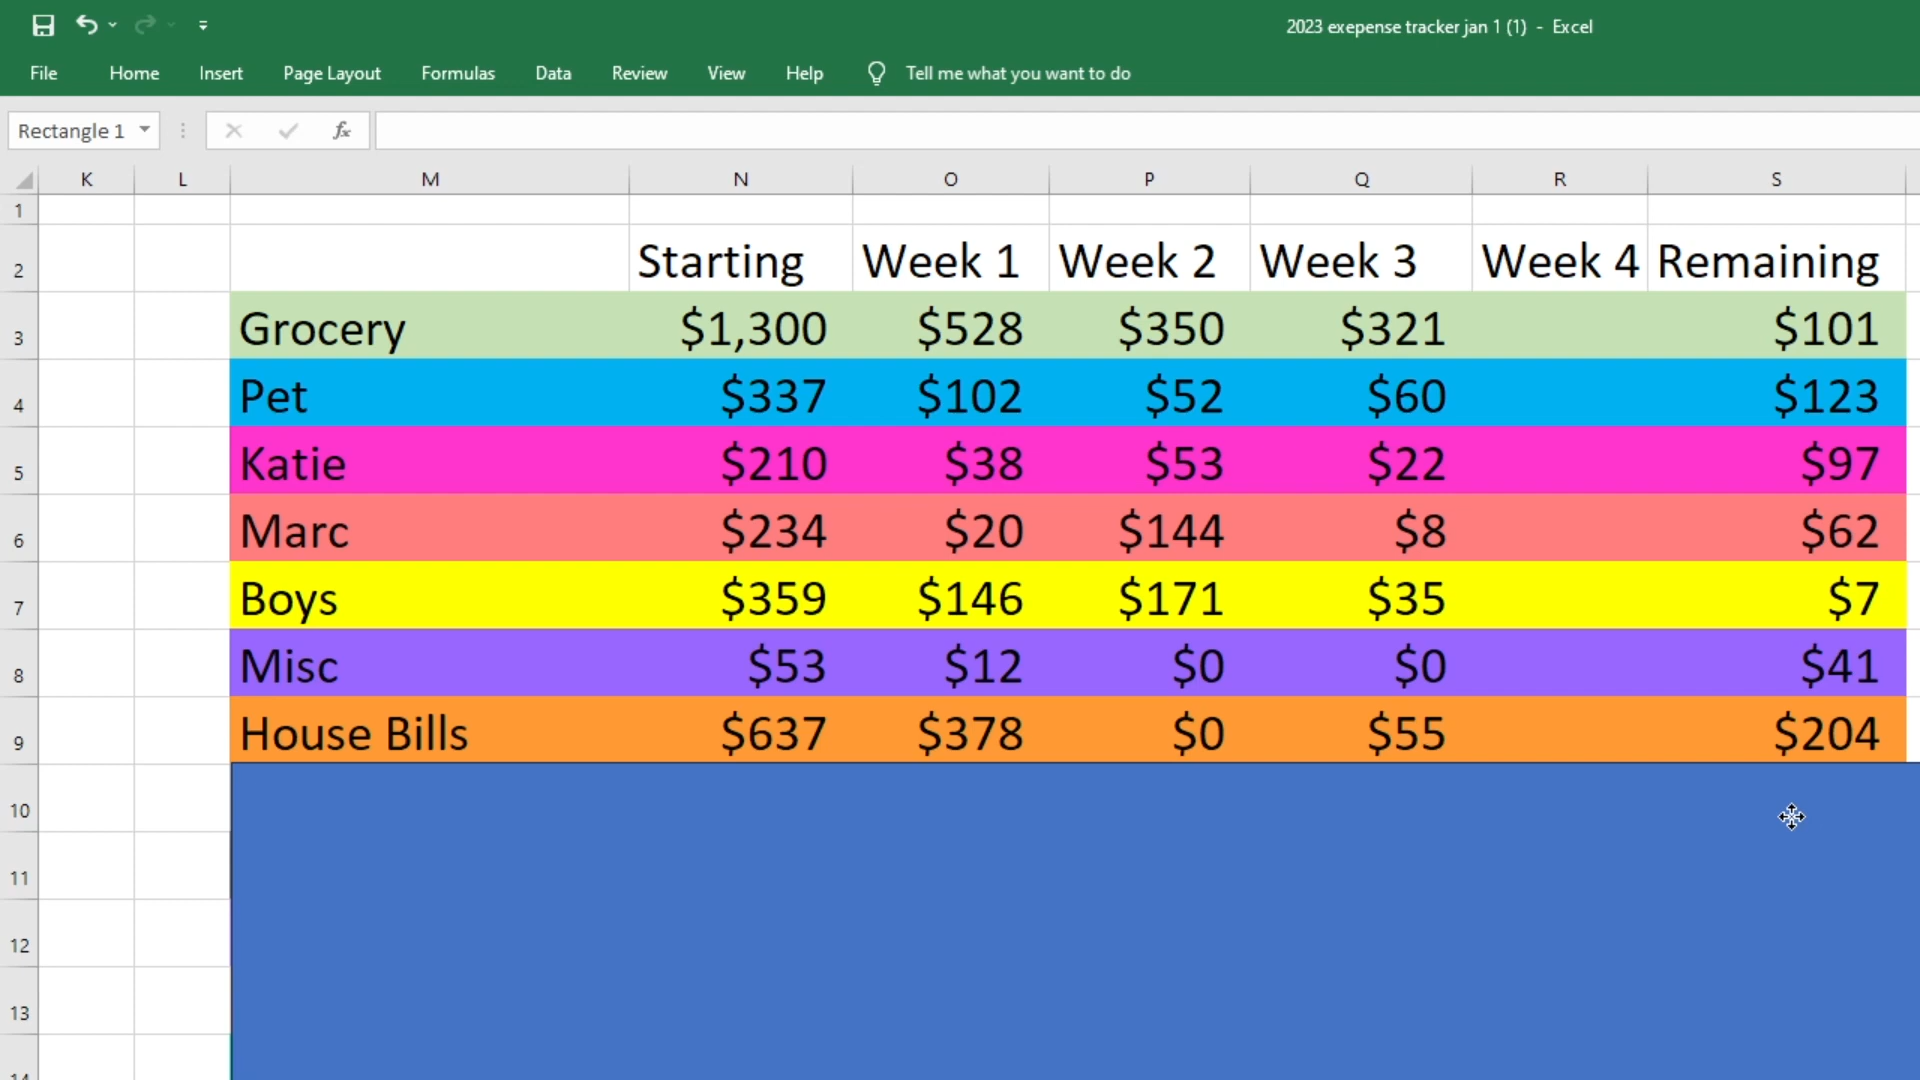 2023 exepense tracker jan 1 (1) - Excel
File Home Insert Page Layout Formulas Data Review View Help Tell me what you want to do
Rectangle 1 fx
K L M N O P Q R S
1
2 Starting Week 1 Week 2 Week 3 Week 4 Remaining
3 Grocery $1,300 $528 $350 $321 $101
4 Pet $337 $102 $52 $60 $123
5 Katie $210 $38 $53 $22 $97
6 Marc $234 $20 $144 $8 $62
7 Boys $359 $146 $171 $35 $7
8 Misc $53 $12 $0 $0 $41
9 House Bills $637 $378 $0 $55 $204
10
11
12
13
14